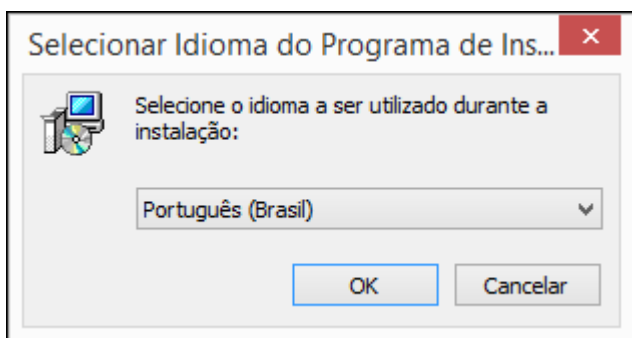 Selecionar Idioma do Programa de Ins...
Selecione o idioma a ser utilizado durante a
instalação:
Português (Brasil)
OK
Cancelar